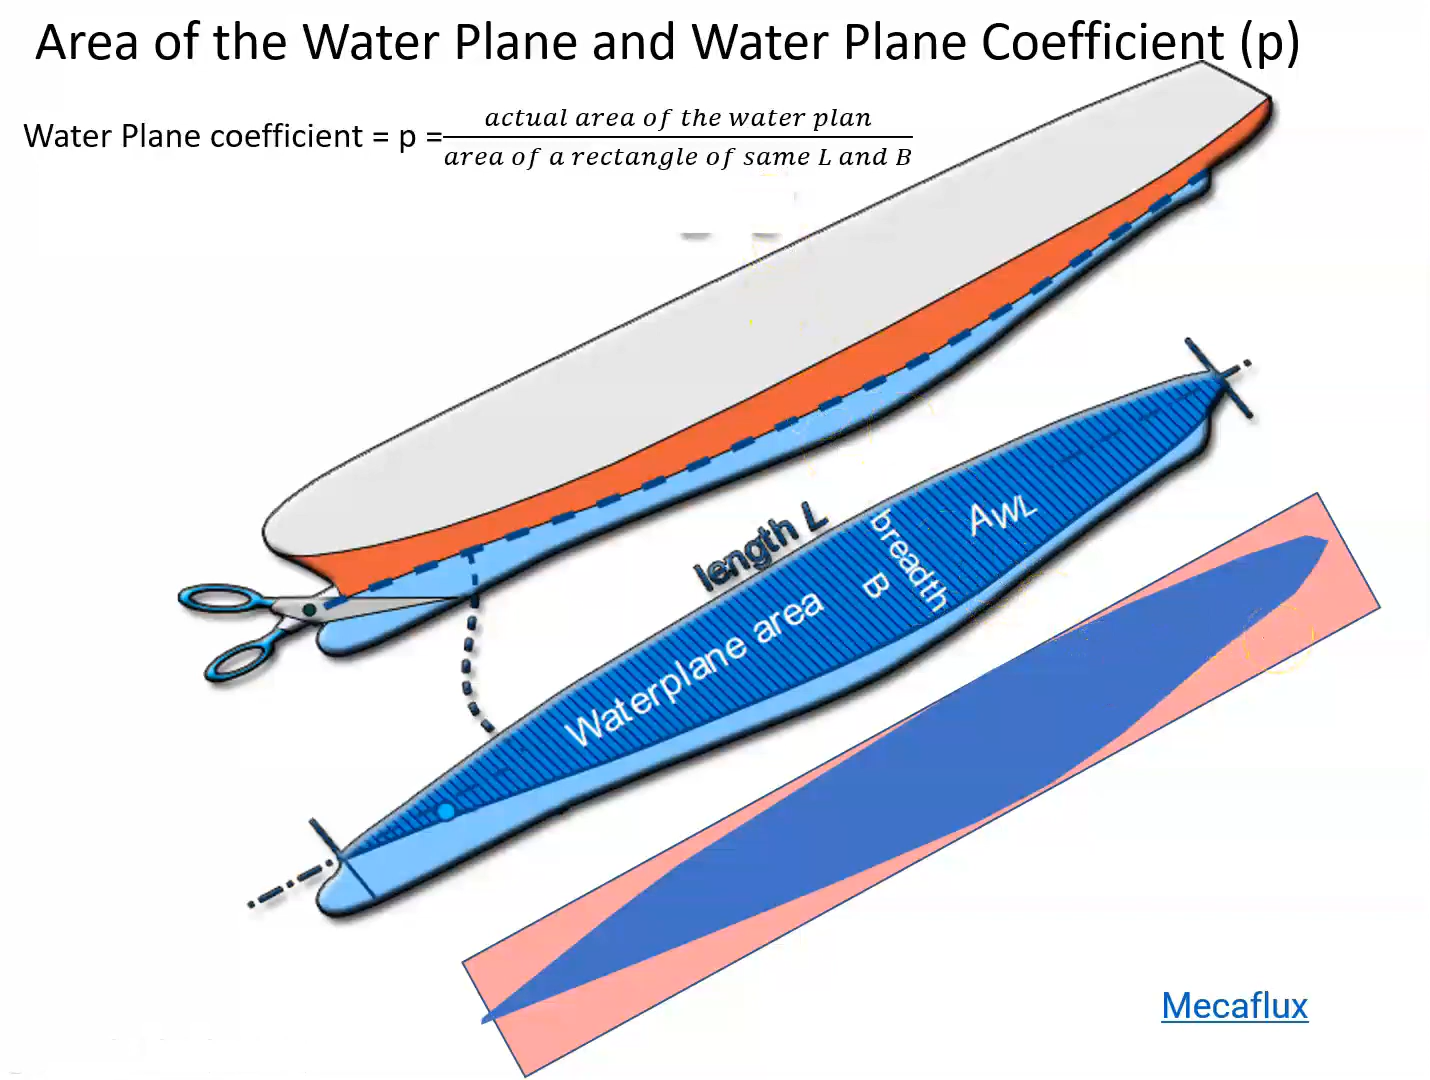 Area of the Water Plane and Water Plane Coefficient (p)
Water Plane coefficient = p = actual area of the water plan
area of a rectangle of same L and B
length L
breadth
B
AWL
Waterplane area
Mecaflux